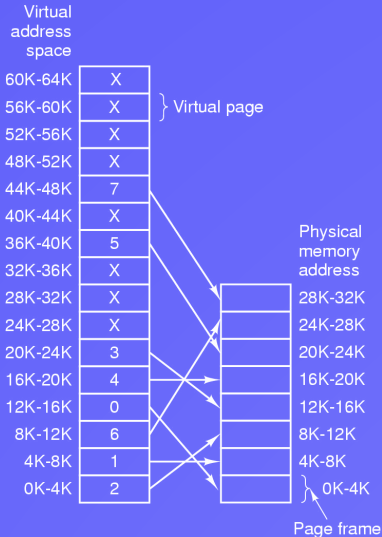 Virtual
address
space
60K-64K X
56K-60K X Virtual page
52K-56K X
48K-52K X
44K-48K 7
40K-44K X
36K-40K 5
32K-36K X
28K-32K X
24K-28K X
20K-24K 3
16K-20K 4
12K-16K 0
8K-12K 6
4K-8K 1
0K-4K 2
Physical
memory
address
28K-32K
24K-28K
20K-24K
16K-20K
12K-16K
8K-12K
4K-8K
0K-4K
Page frame